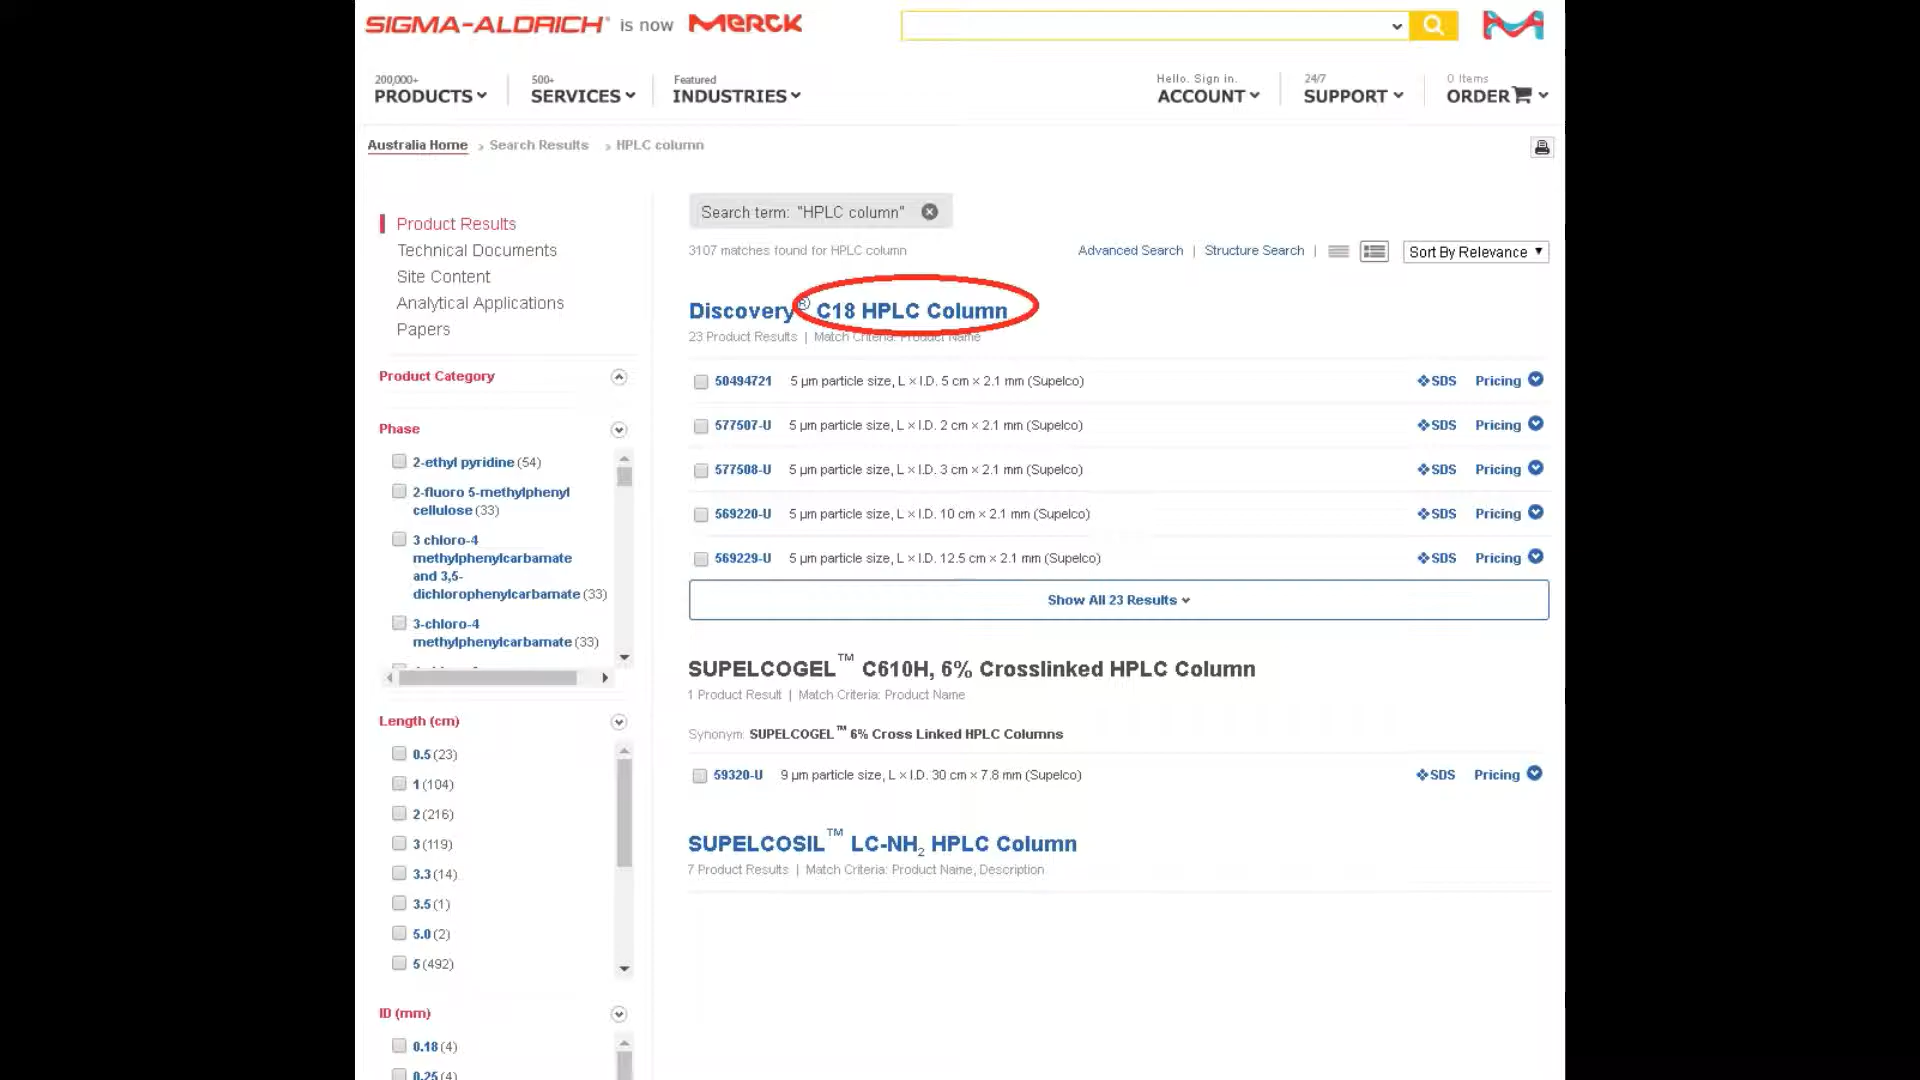 SIGMA-ALDRICH® is now MERCK
200,000+
PRODUCTS
500+
SERVICES
Featured
INDUSTRIES
Hello. Sign in.
ACCOUNT
24/7
SUPPORT
0 Items
ORDER
Australia Home › Search Results › HPLC column
Product Results
Technical Documents
Site Content
Analytical Applications
Papers
Product Category
Phase
2-ethyl pyridine (54)
2-fluoro 5-methylphenyl
cellulose (33)
3 chloro-4
methylphenylcarbamate
and 3,5-
dichlorophenylcarbamate (33)
3-chloro-4
methylphenylcarbamate (33)
Length (cm)
0.5 (23)
1 (104)
2 (216)
3 (119)
3.3 (14)
3.5 (1)
5.0 (2)
5 (492)
ID (mm)
0.18 (4)
0.25 (4)
Search term: "HPLC column"
3107 matches found for HPLC column
Advanced Search | Structure Search |
Sort By Relevance
Discovery® C18 HPLC Column
23 Product Results | Match Criteria: Product Name
50494721 5 µm particle size, L × I.D. 5 cm × 2.1 mm (Supelco) SDS Pricing
577507-U 5 µm particle size, L × I.D. 2 cm × 2.1 mm (Supelco) SDS Pricing
577508-U 5 µm particle size, L × I.D. 3 cm × 2.1 mm (Supelco) SDS Pricing
569220-U 5 µm particle size, L × I.D. 10 cm × 2.1 mm (Supelco) SDS Pricing
569229-U 5 µm particle size, L × I.D. 12.5 cm × 2.1 mm (Supelco) SDS Pricing
Show All 23 Results
SUPELCOGEL™ C610H, 6% Crosslinked HPLC Column
1 Product Result | Match Criteria: Product Name
Synonym: SUPELCOGEL™ 6% Cross Linked HPLC Columns
59320-U 9 µm particle size, L × I.D. 30 cm × 7.8 mm (Supelco) SDS Pricing
SUPELCOSIL™ LC-NH₂ HPLC Column
7 Product Results | Match Criteria: Product Name, Description